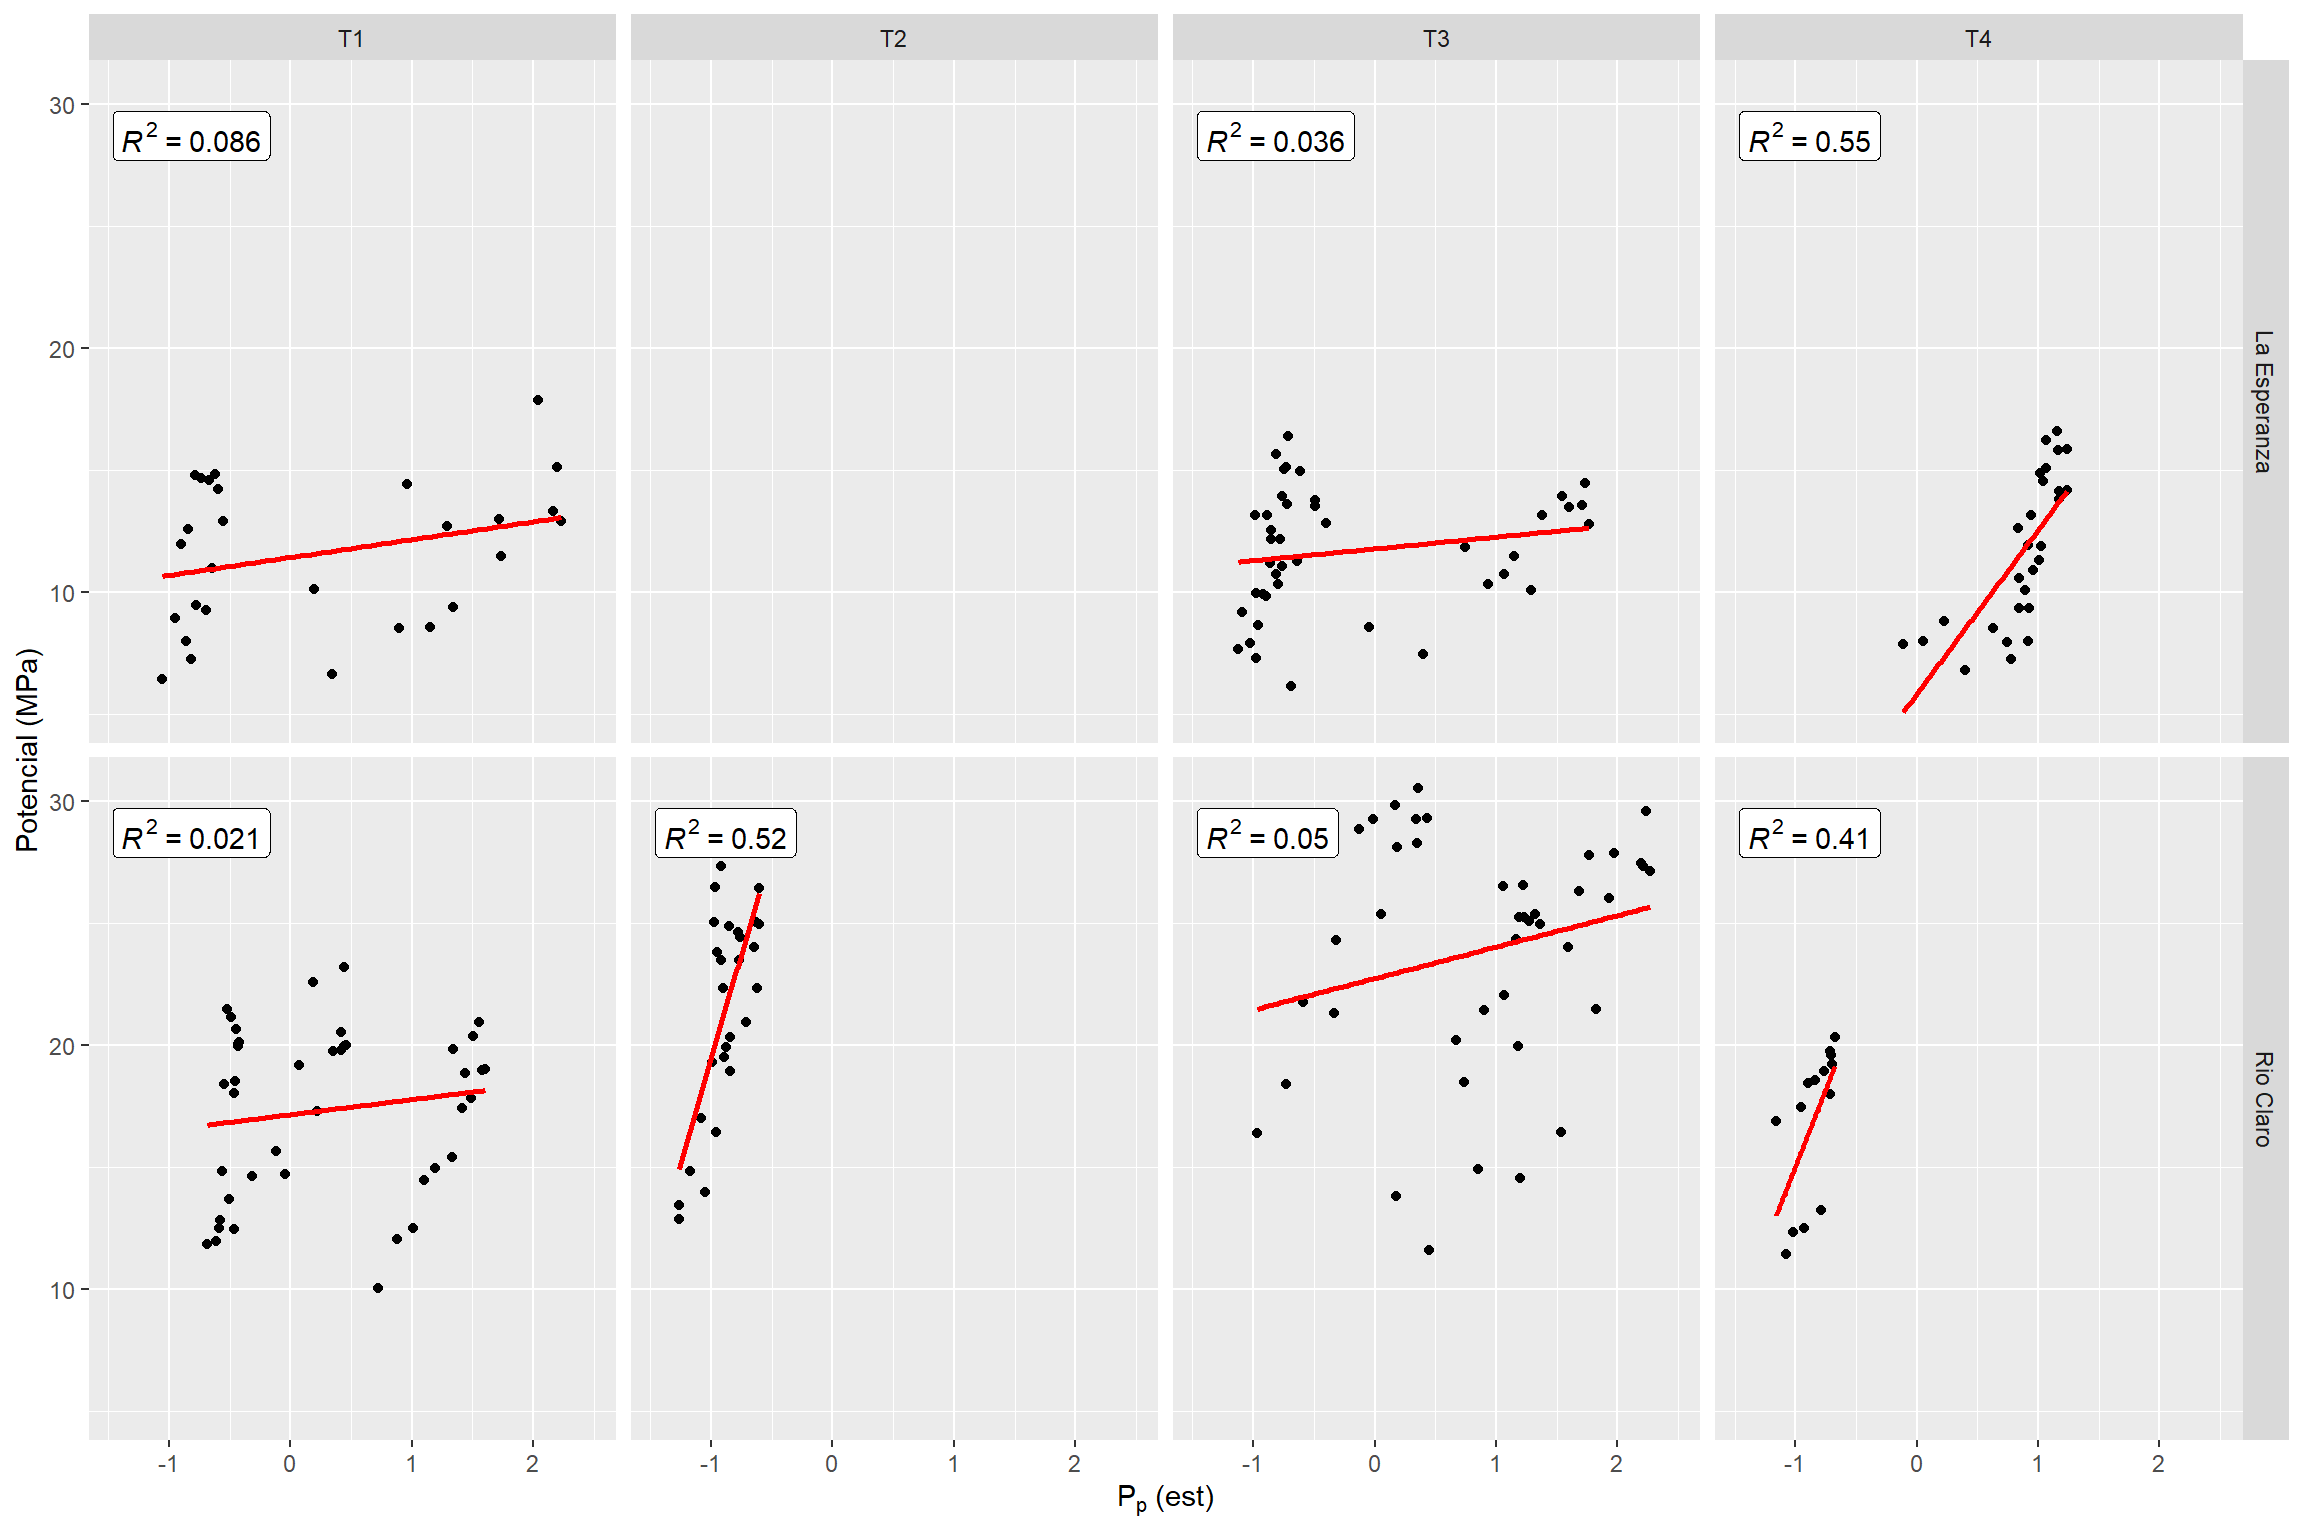 T1 T2 T3 T4
30
R² = 0.086
R² = 0.036
R² = 0.55
20
10
La Esperanza
30
R² = 0.021
R² = 0.52
R² = 0.05
R² = 0.41
20
10
Rio Claro
Potencial (MPa)
-1 0 1 2 -1 0 1 2 -1 0 1 2 -1 0 1 2
Pₚ (est)